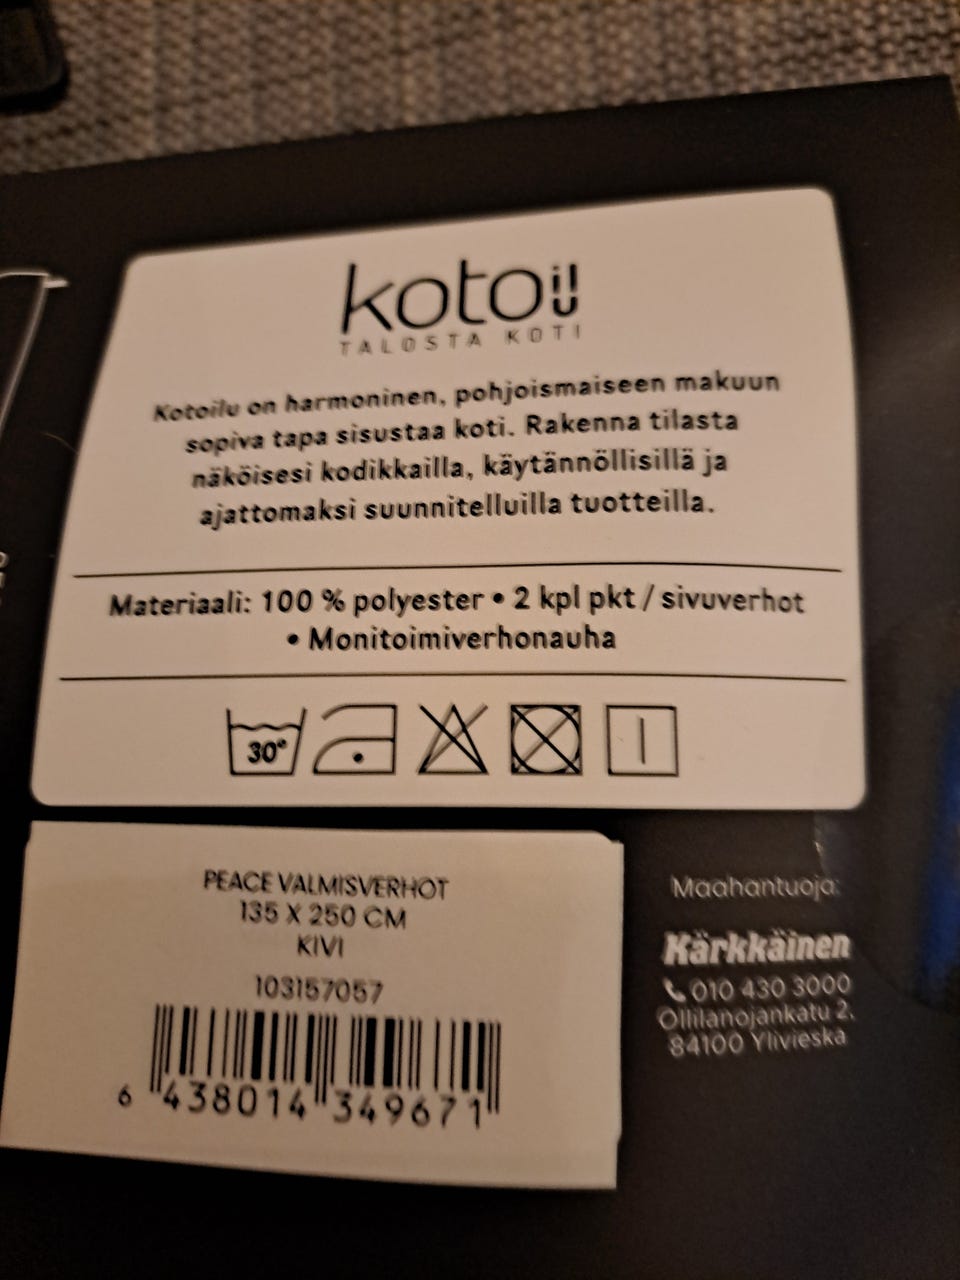 kotoilu
TALOSTA KOTI
Kotoilu on harmoninen, pohjoismaiseen makuun
sopiva tapa sisustaa koti. Rakenna tilasta
näköisesi kodikkailla, käytännöllisillä ja
ajattomaksi suunnitelluilla tuotteilla.
Materiaali: 100 % polyester • 2 kpl pkt / sivuverhot
• Monitoimiverhonauha
30°
PEACE VALMISVERHOT
135 X 250 CM
KIVI
103157057
6 438014 349671
Maahantuoja:
Kärkkäinen
010 430 3000
Ollilanojankatu 2,
84100 Ylivieska